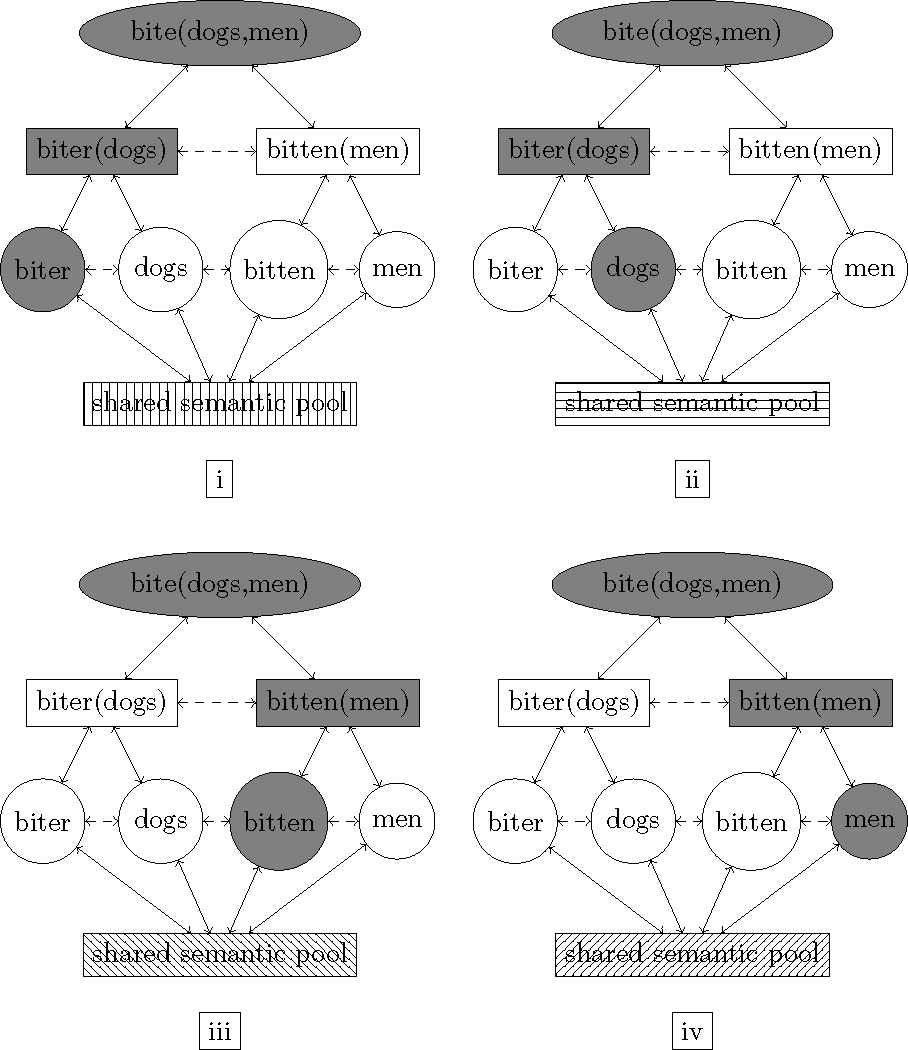 bite(dogs,men)
biter(dogs) bitten(men)
biter dogs bitten men
shared semantic pool
i
bite(dogs,men)
biter(dogs) bitten(men)
biter dogs bitten men
shared semantic pool
ii
bite(dogs,men)
biter(dogs) bitten(men)
biter dogs bitten men
shared semantic pool
iii
bite(dogs,men)
biter(dogs) bitten(men)
biter dogs bitten men
shared semantic pool
iv